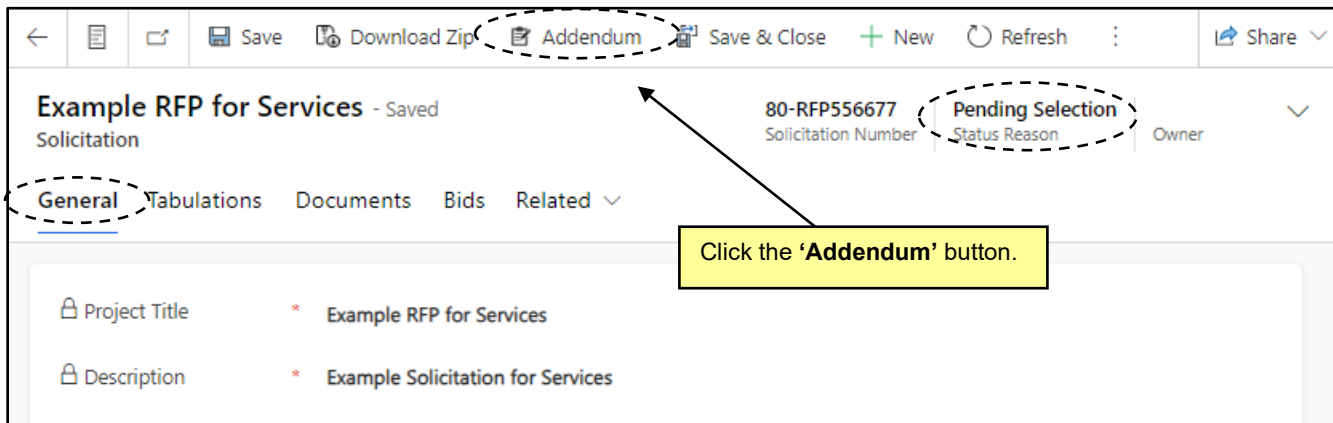 Save Download Zip Addendum Save & Close New Refresh Share
Example RFP for Services - Saved 80-RFP556677 Pending Selection
Solicitation Solicitation Number Status Reason Owner
General Tabulations Documents Bids Related
Click the ‘Addendum’ button.
Project Title * Example RFP for Services
Description * Example Solicitation for Services